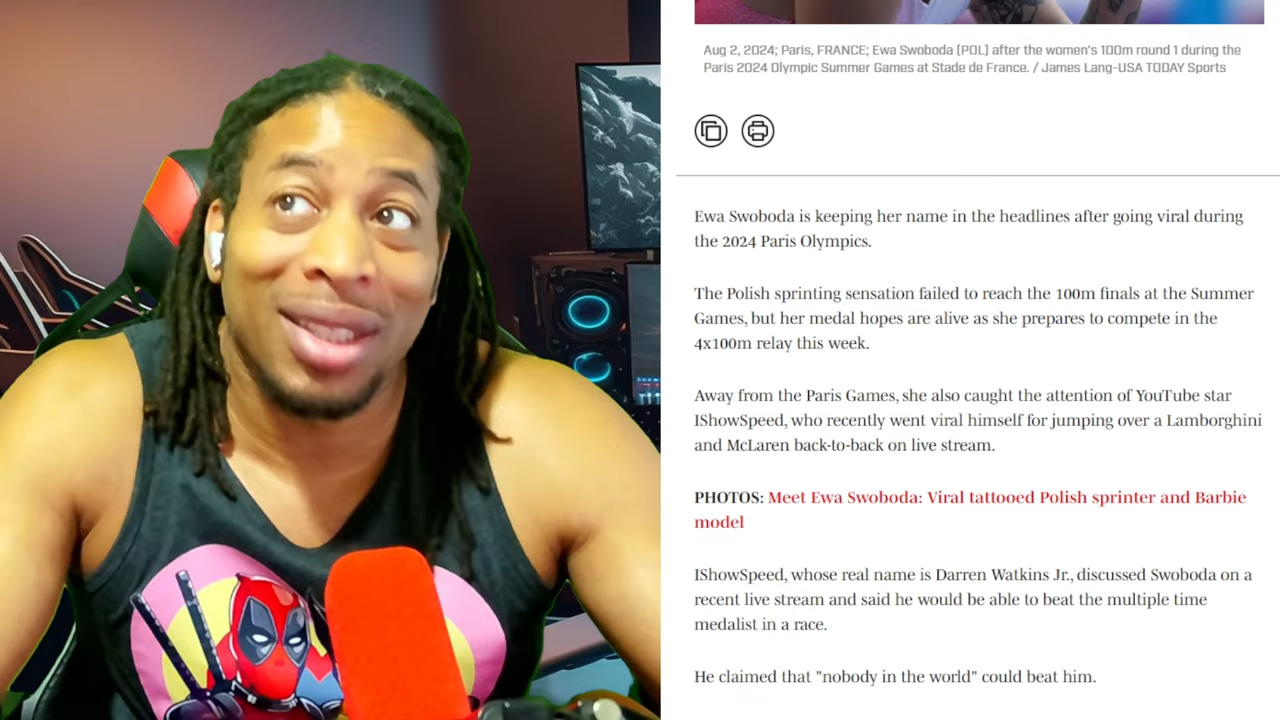 Aug 2, 2024; Paris, FRANCE; Ewa Swoboda (POL) after the women's 100m round 1 during the
Paris 2024 Olympic Summer Games at Stade de France. / James Lang-USA TODAY Sports
Ewa Swoboda is keeping her name in the headlines after going viral during
the 2024 Paris Olympics.
The Polish sprinting sensation failed to reach the 100m finals at the Summer
Games, but her medal hopes are alive as she prepares to compete in the
4x100m relay this week.
Away from the Paris Games, she also caught the attention of YouTube star
IShowSpeed, who recently went viral himself for jumping over a Lamborghini
and McLaren back-to-back on live stream.
PHOTOS: Meet Ewa Swoboda: Viral tattooed Polish sprinter and Barbie
model
IShowSpeed, whose real name is Darren Watkins Jr., discussed Swoboda on a
recent live stream and said he would be able to beat the multiple time
medalist in a race.
He claimed that "nobody in the world" could beat him.